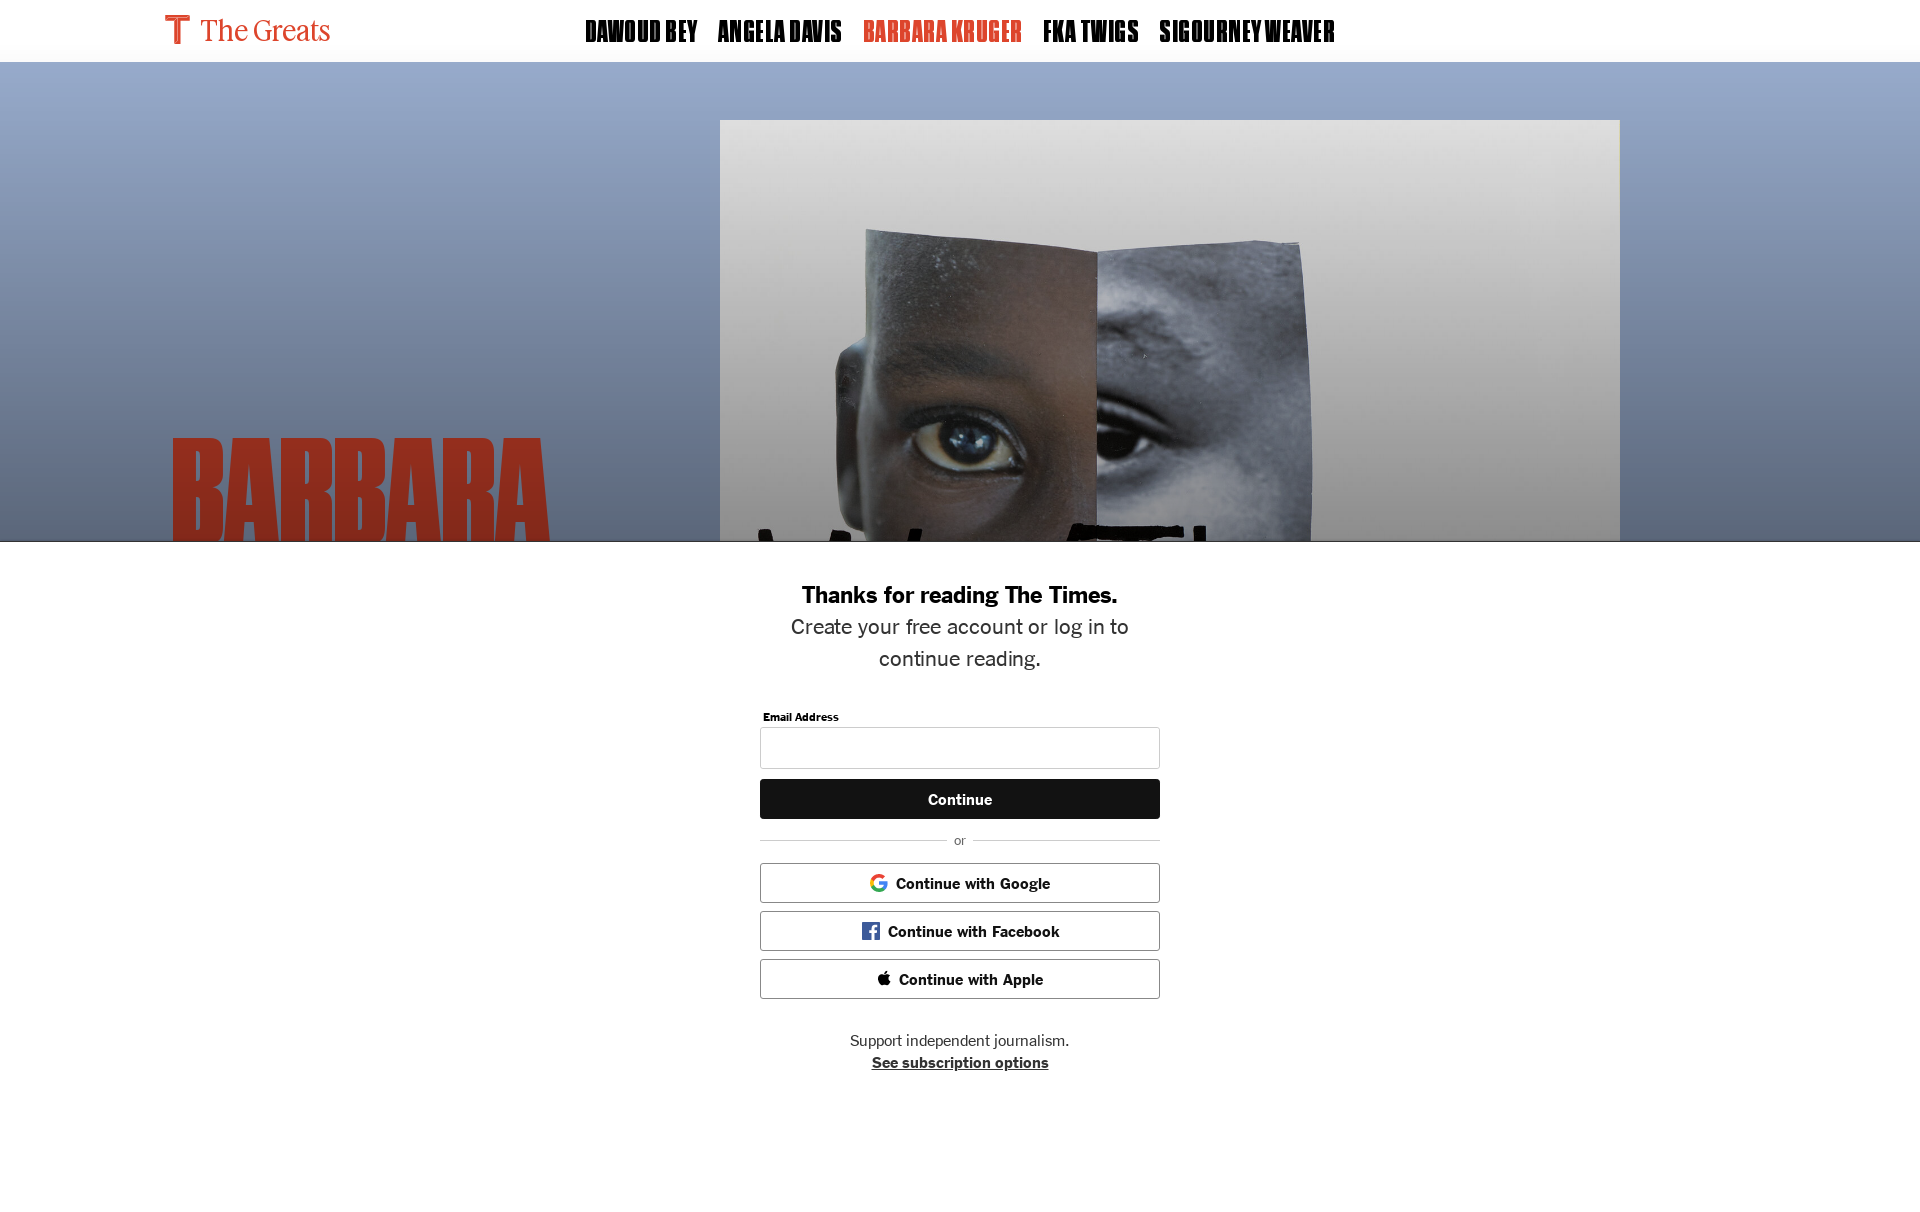 The Greats
DAWOUD BEY ANGELA DAVIS BARBARA KRUGER FKA TWIGS SIGOURNEY WEAVER
BARBARA
Thanks for reading The Times.
Create your free account or log in to
continue reading.
Email Address
Continue
or
Continue with Google
Continue with Facebook
Continue with Apple
Support independent journalism.
See subscription options